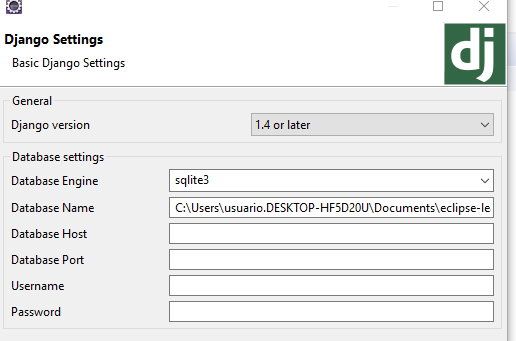 dj
Django Settings
Basic Django Settings
General
Django version 1.4 or later
Database settings
Database Engine sqlite3
Database Name C:\Users\usuario.DESKTOP-HF5D20U\Documents\eclipse-le
Database Host
Database Port
Username
Password